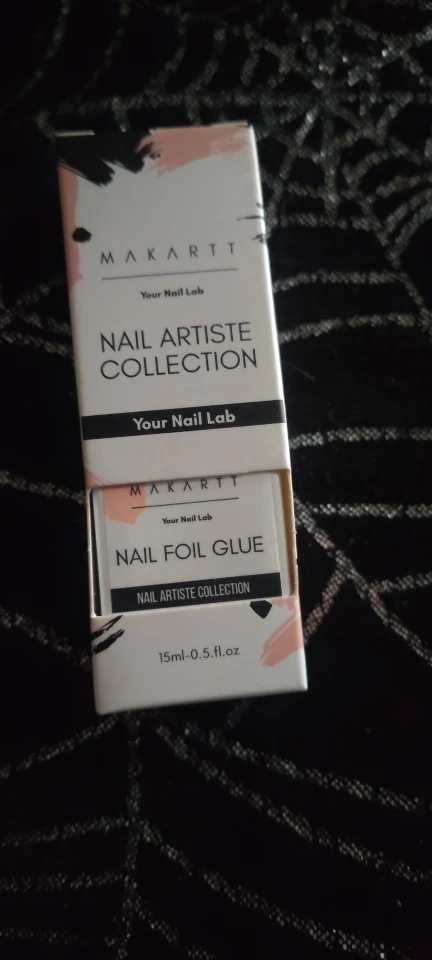 MAKARTT
Your Nail Lab
NAIL ARTISTE
COLLECTION
Your Nail Lab
MAKARTT
Your Nail Lab
NAIL FOIL GLUE
NAIL ARTISTE COLLECTION
15ml-0.5.fl.oz